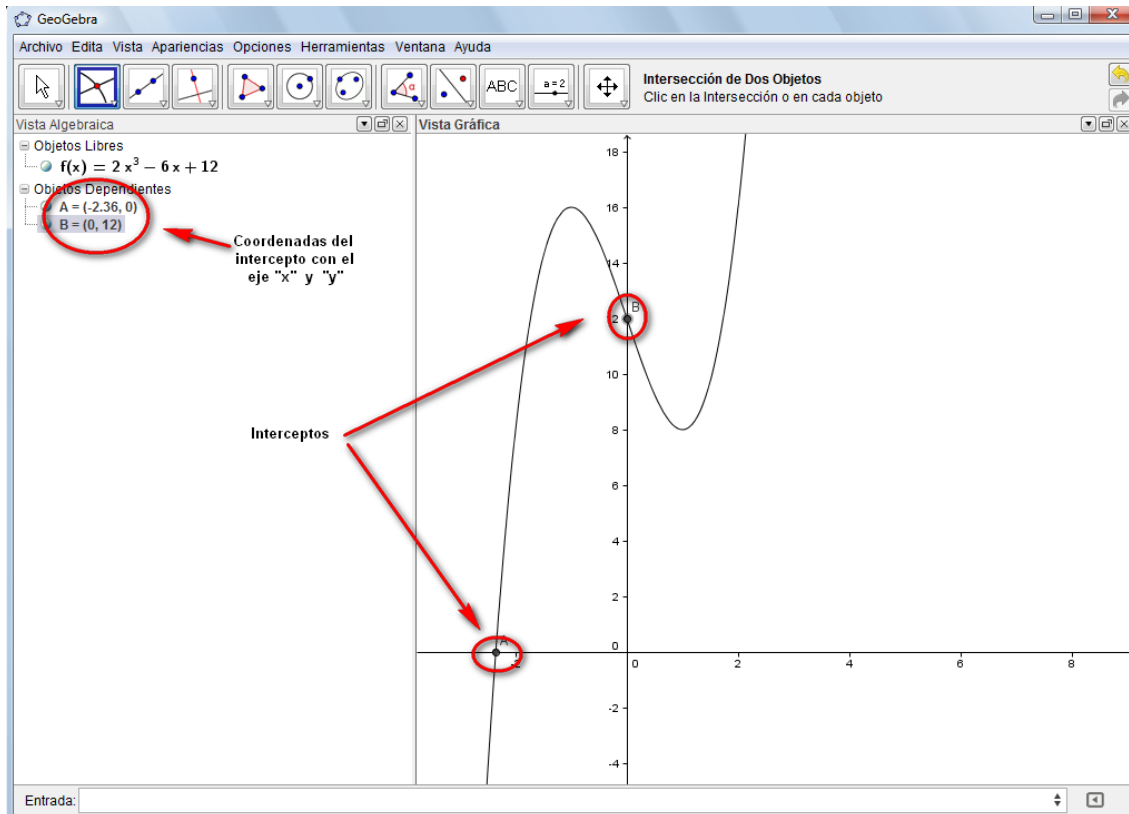 GeoGebra
Archivo Edita Vista Apariencias Opciones Herramientas Ventana Ayuda
ABC
a = 2
α
Intersección de Dos Objetos
Clic en la Intersección o en cada objeto
Vista Algebraica
Vista Gráfica
Objetos Libres
f(x) = 2 x³ − 6 x + 12
Objetos Dependientes
A = (-2.36, 0)
B = (0, 12)
Coordenadas del
intercepto con el
eje "x" y "y"
Interceptos
18
16
14
B
12
10
8
6
4
2
0
A
-2
0
2
4
6
8
-2
-4
Entrada: